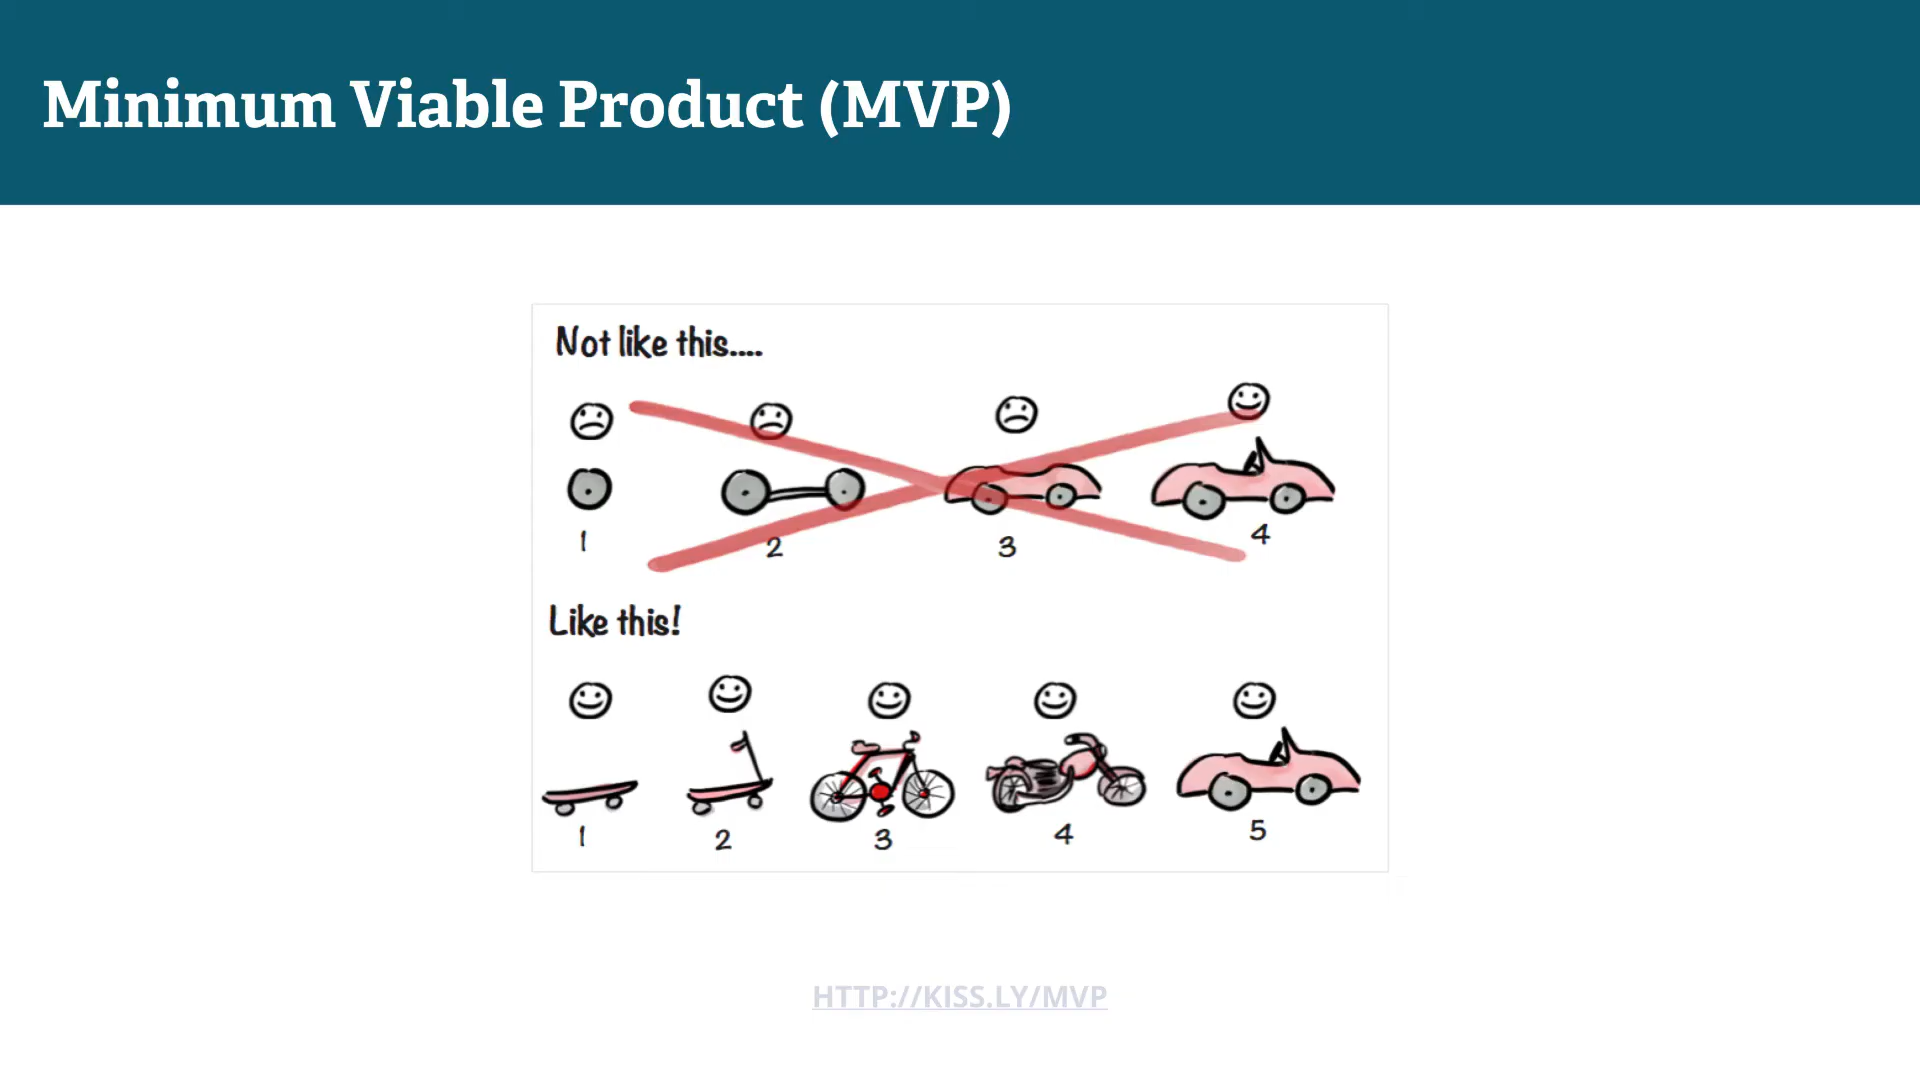 Minimum Viable Product (MVP)
Not like this....
1 2 3 4
Like this!
1 2 3 4 5
HTTP://KISS.LY/MVP